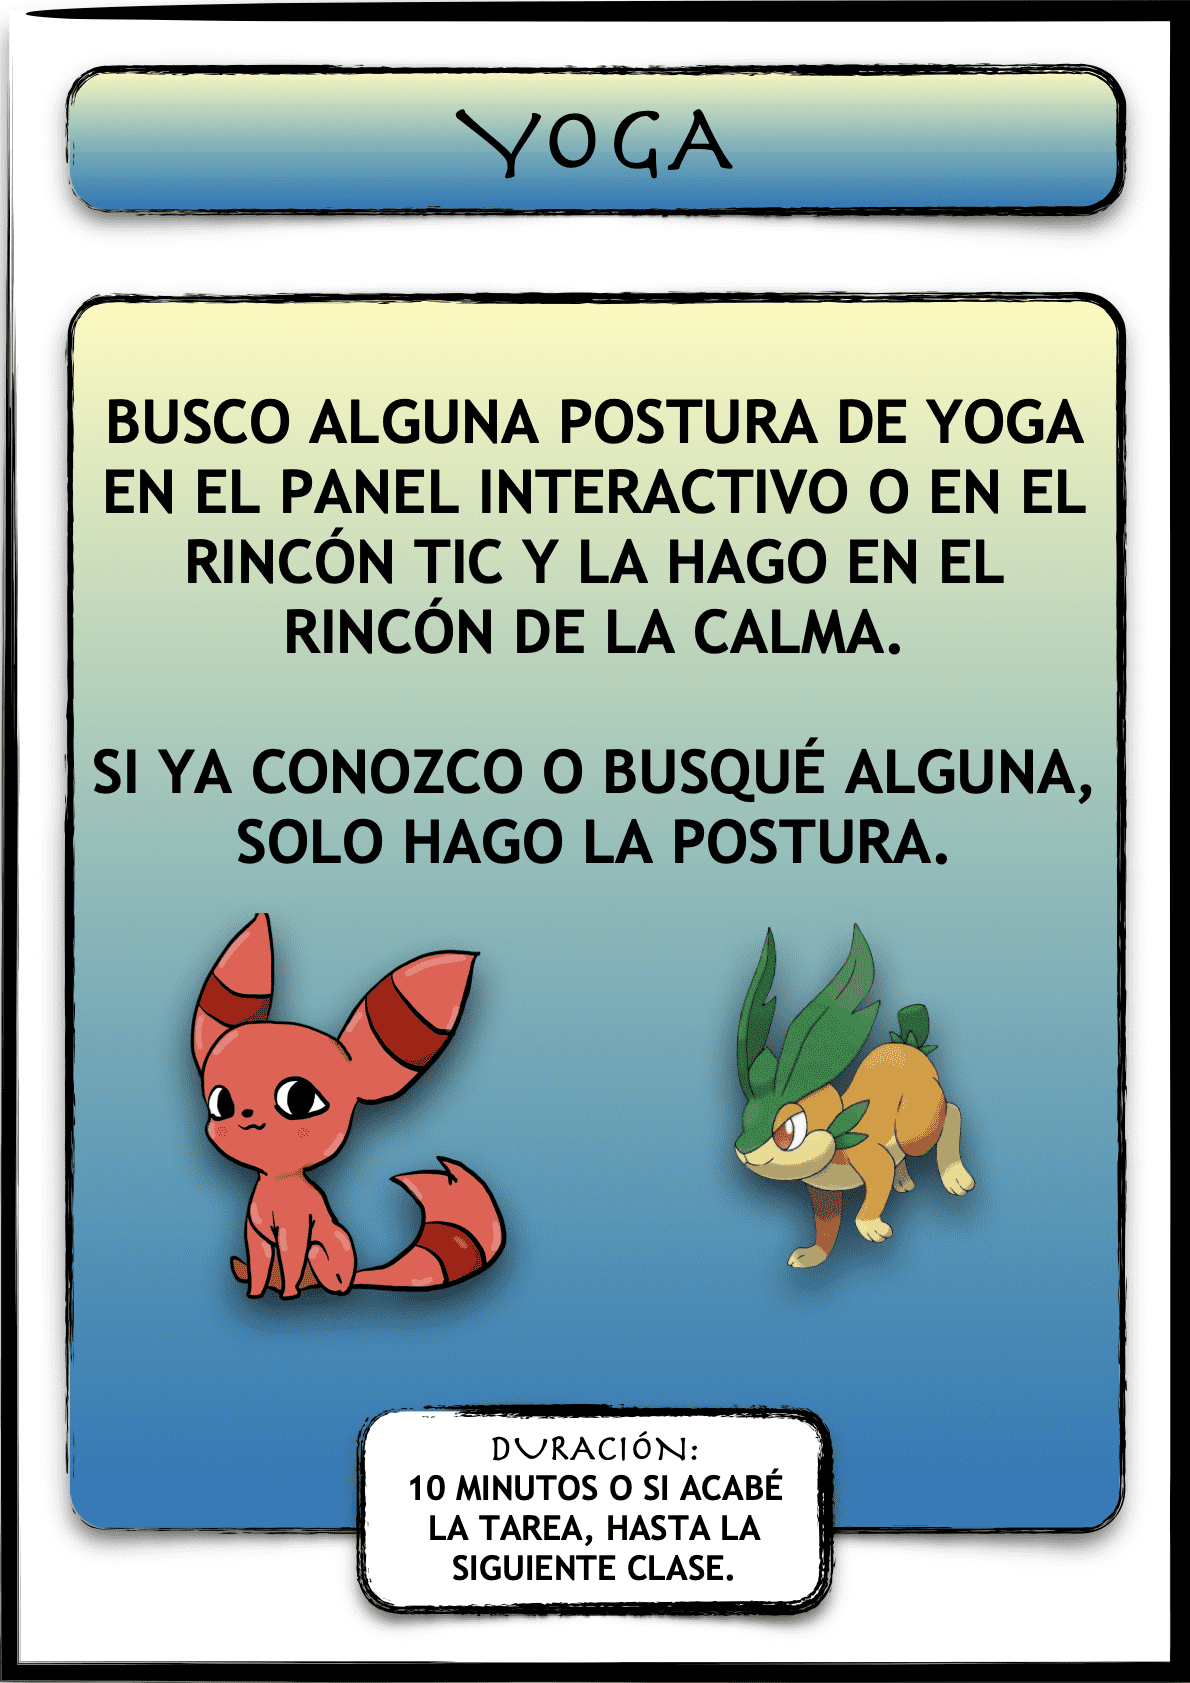 YOGA
BUSCO ALGUNA POSTURA DE YOGA
EN EL PANEL INTERACTIVO O EN EL
RINCÓN TIC Y LA HAGO EN EL
RINCÓN DE LA CALMA.
SI YA CONOZCO O BUSQUÉ ALGUNA,
SOLO HAGO LA POSTURA.
DURACIÓN:
10 MINUTOS O SI ACABÉ
LA TAREA, HASTA LA
SIGUIENTE CLASE.